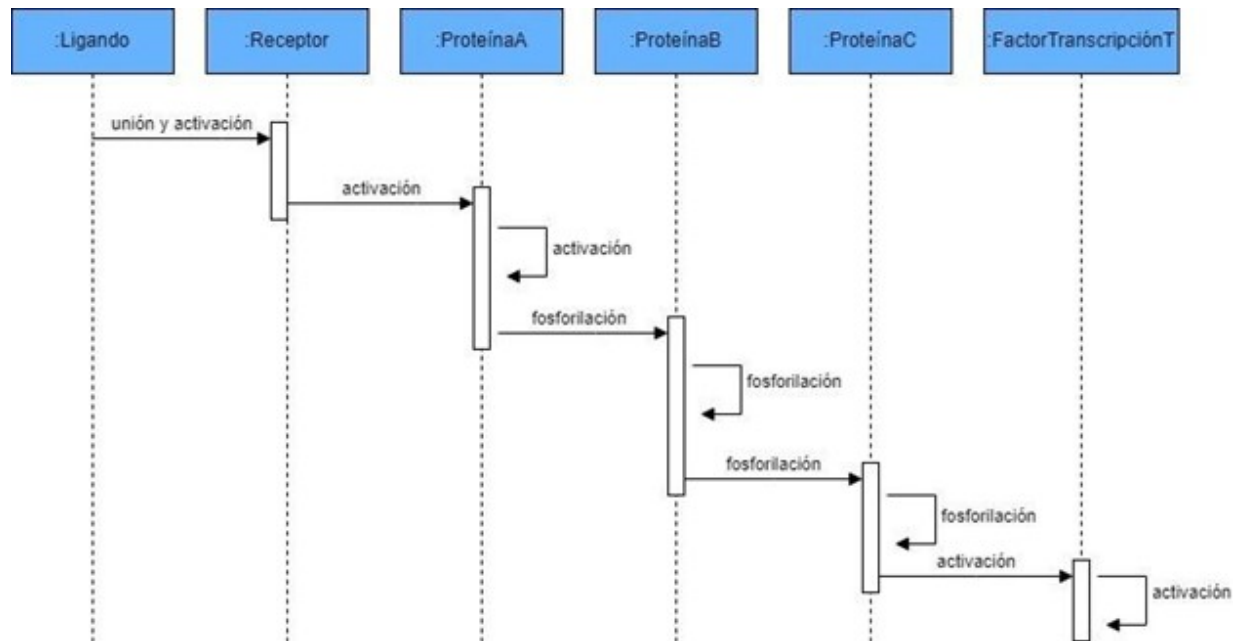 :Ligando
:Receptor
:ProteínaA
:ProteínaB
:ProteínaC
:FactorTranscripciónT
unión y activación
activación
activación
fosforilación
fosforilación
fosforilación
fosforilación
activación
activación